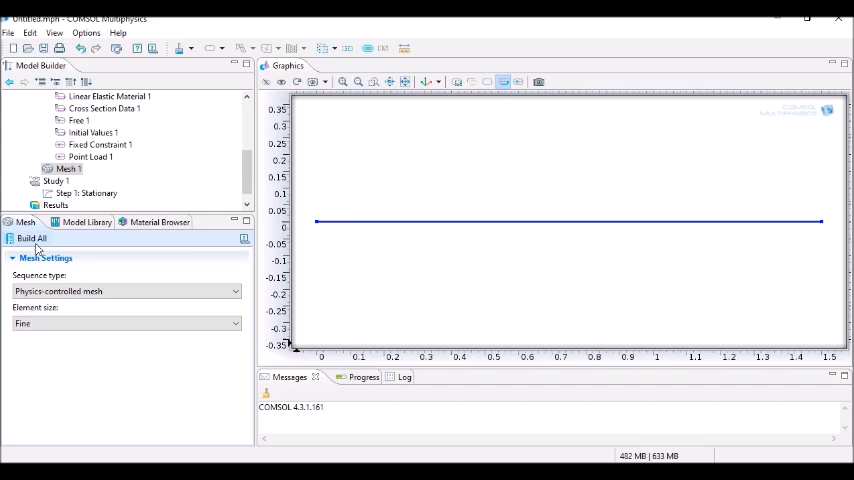 Untitled.mph - COMSOL Multiphysics
File Edit View Options Help
Model Builder
Linear Elastic Material 1
Cross Section Data 1
Free 1
Initial Values 1
Fixed Constraint 1
Point Load 1
Mesh 1
Study 1
Step 1: Stationary
Results
Mesh Model Library Material Browser
Build All
Mesh Settings
Sequence type:
Physics-controlled mesh
Element size:
Fine
Graphics
COMSOL
MULTIPHYSICS
0.35
0.3
0.25
0.2
0.15
0.1
0.05
0
-0.05
-0.1
-0.15
-0.2
-0.25
-0.3
-0.35
0 0.1 0.2 0.3 0.4 0.5 0.6 0.7 0.8 0.9 1 1.1 1.2 1.3 1.4 1.5
Messages Progress Log
COMSOL 4.3.1.161
482 MB | 633 MB